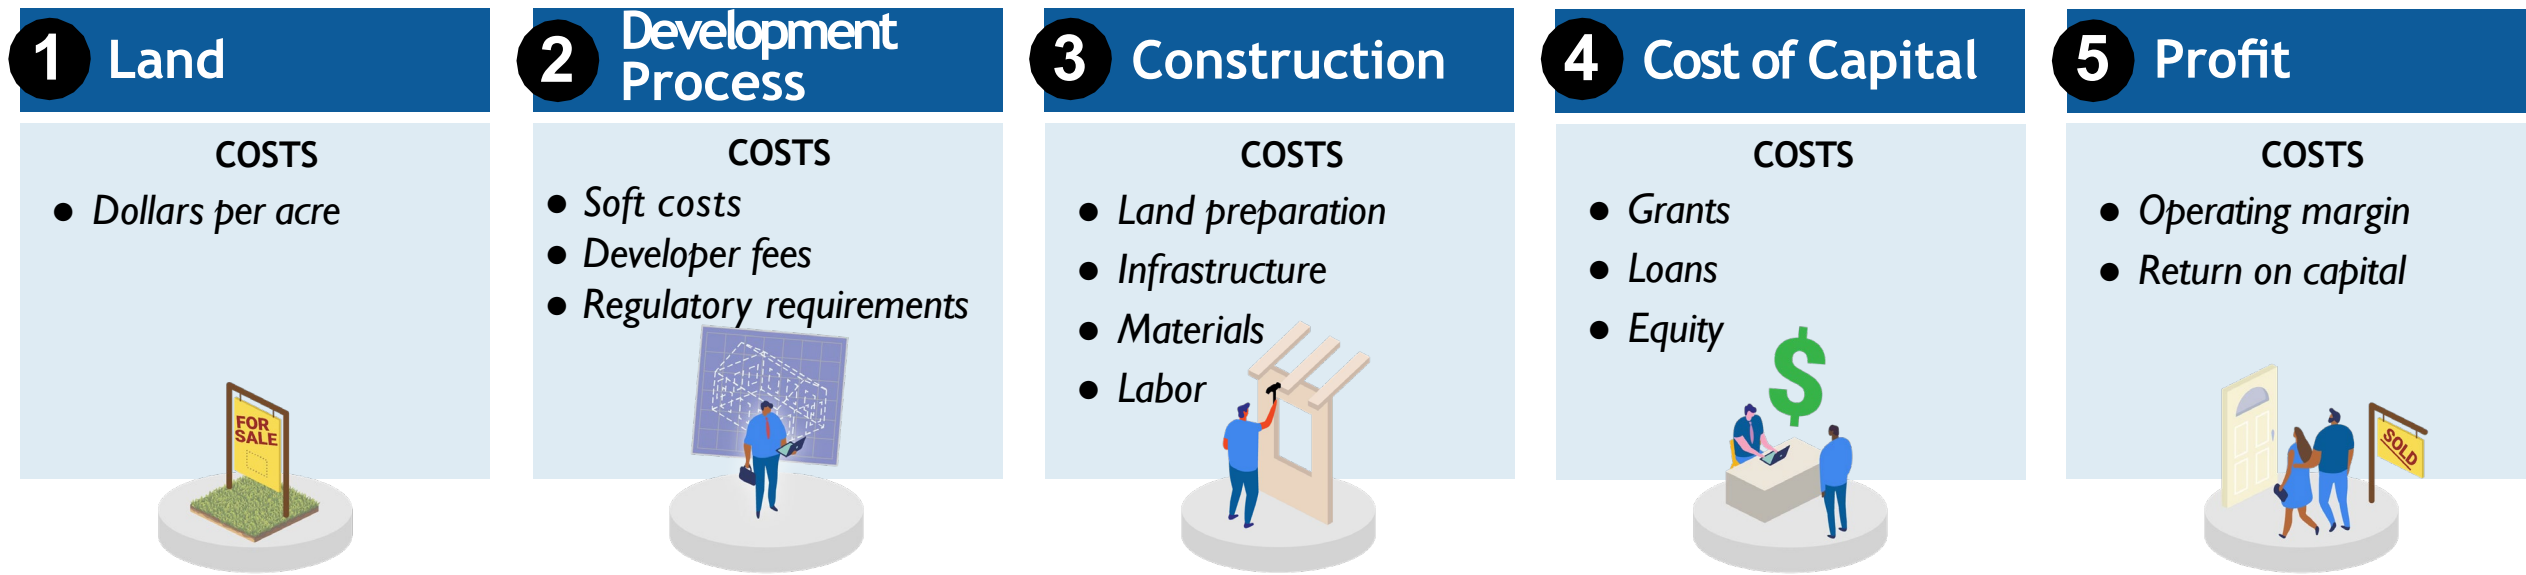 1 Land
COSTS
● Dollars per acre
FOR
SALE
2 Development
Process
COSTS
● Soft costs
● Developer fees
● Regulatory requirements
3 Construction
COSTS
● Land preparation
● Infrastructure
● Materials
● Labor
4 Cost of Capital
COSTS
● Grants
● Loans
● Equity
$
5 Profit
COSTS
● Operating margin
● Return on capital
SOLD